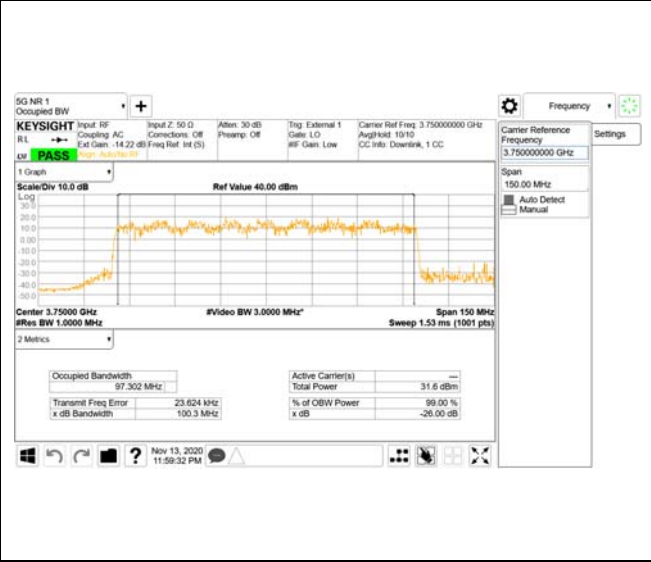 5G NR 1
Occupied BW
Frequency
KEYSIGHT
RL
PASS
Input: RF
Coupling: AC
Ext Gain: -14.22 dB
Align: Auto/No RF
Input Z: 50 Ω
Corrections: Off
Freq Ref: Int (S)
Atten: 30 dB
Preamp: Off
Trig: External 1
Gate: LO
#IF Gain: Low
Carrier Ref Freq: 3.750000000 GHz
Avg|Hold: 10/10
CC Info: Downlink, 1 CC
Carrier Reference
Frequency
3.750000000 GHz
Settings
Span
150.00 MHz
Auto Detect
Manual
1 Graph
Scale/Div 10.0 dB
Ref Value 40.00 dBm
Log
30.0
20.0
10.0
0.00
-10.0
-20.0
-30.0
-40.0
-50.0
Center 3.75000 GHz
#Video BW 3.0000 MHz*
Span 150 MHz
#Res BW 1.0000 MHz
Sweep 1.53 ms (1001 pts)
2 Metrics
Occupied Bandwidth
97.302 MHz
Transmit Freq Error 23.624 kHz
x dB Bandwidth 100.3 MHz
Active Carrier(s) —
Total Power 31.6 dBm
% of OBW Power 99.00 %
x dB -26.00 dB
?
Nov 13, 2020
11:59:32 PM